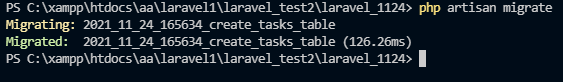 PS C:\xampp\htdocs\aa\laravel1\laravel_test2\laravel_1124> php artisan migrate
Migrating: 2021_11_24_165634_create_tasks_table
Migrated:  2021_11_24_165634_create_tasks_table (126.26ms)
PS C:\xampp\htdocs\aa\laravel1\laravel_test2\laravel_1124>